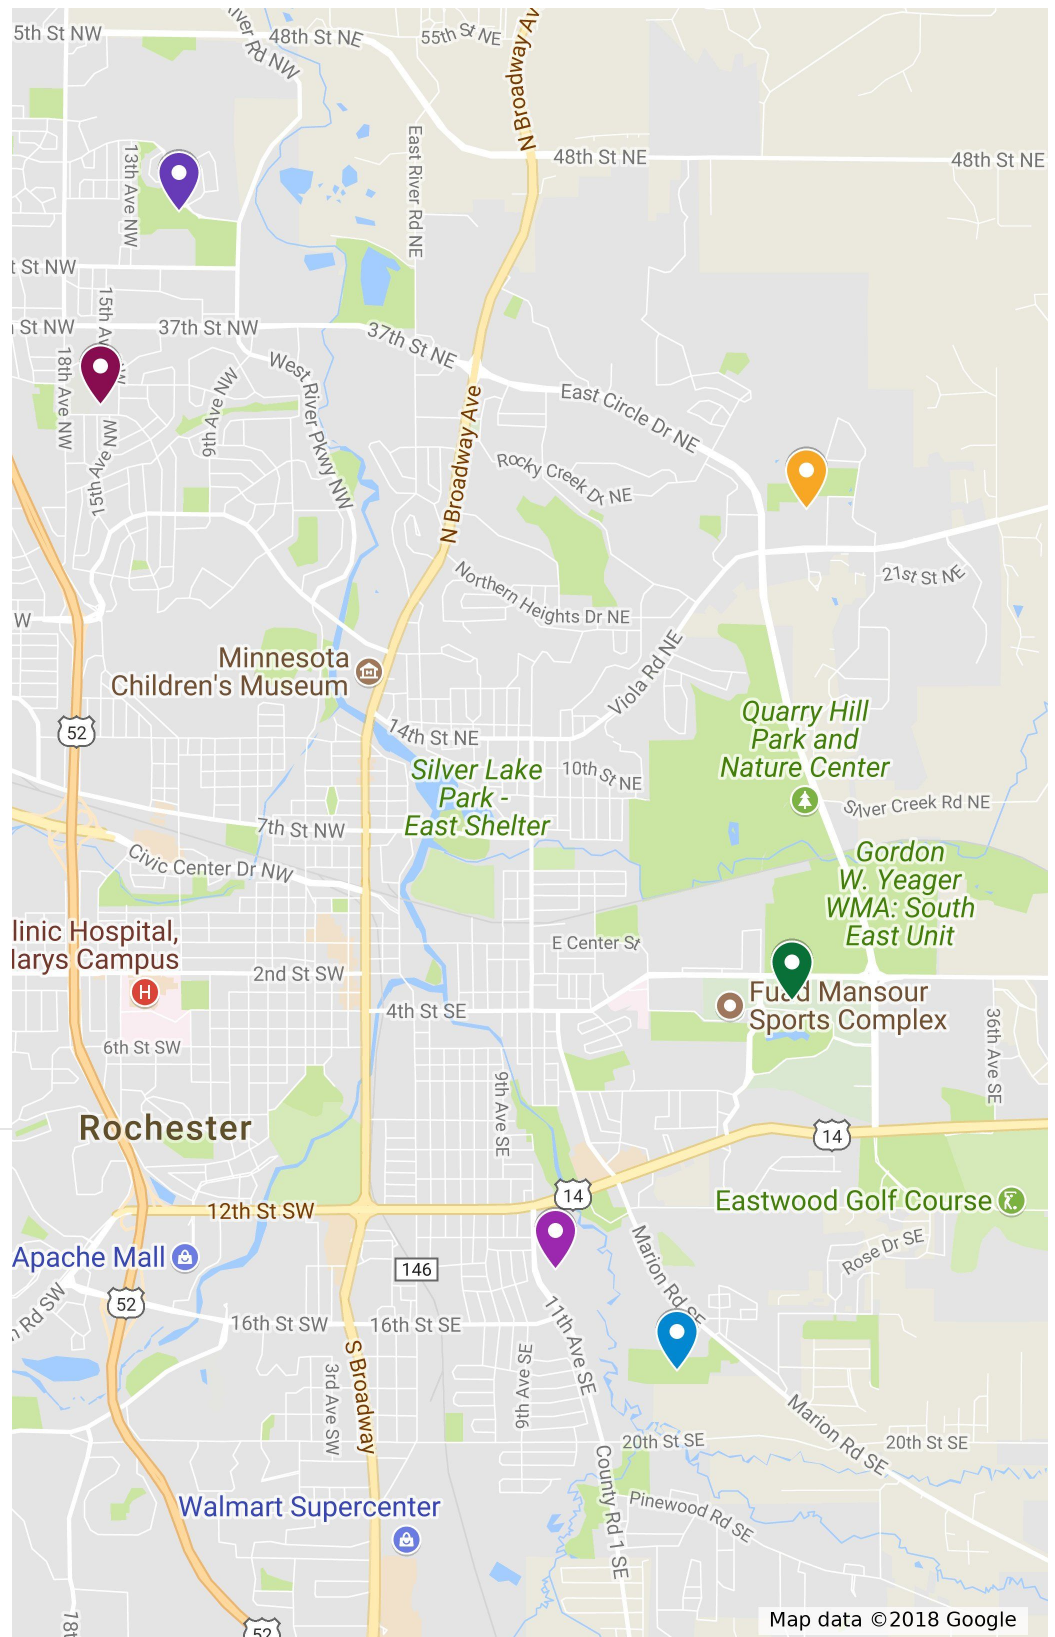 5th St NW
River Rd NW
48th St NE
55th St NE
N Broadway Av
48th St NE
48th St NE
13th Ave NW
East River Rd NE
t St NW
15th Av
St NW
37th St NW
37th St NE
18th Ave NW
9th Ave NW
West River Pkwy NW
N Broadway Ave
East Circle Dr NE
15th Ave NW
Rocky Creek Dr NE
Northern Heights Dr NE
21st St NE
W
Minnesota
Children's Museum
Viola Rd NE
52
14th St NE
Quarry Hill
Park and
Nature Center
Silver Lake
Park -
East Shelter
10th St NE
Silver Creek Rd NE
7th St NW
Civic Center Dr NW
Gordon
W. Yeager
WMA: South
East Unit
linic Hospital,
larys Campus
H
2nd St SW
E Center St
4th St SE
Fuad Mansour
Sports Complex
6th St SW
36th Ave SE
9th Ave SE
Rochester
14
14
12th St SW
Eastwood Golf Course
Apache Mall
146
Marion Rd SE
Rose Dr SE
52
n Rd SW
16th St SW
16th St SE
11th Ave SE
S Broadway
3rd Ave SW
9th Ave SE
Marion Rd SE
20th St SE
20th St SE
County Rd 1 SE
Walmart Supercenter
Pinewood Rd SE
18t
52
Map data ©2018 Google